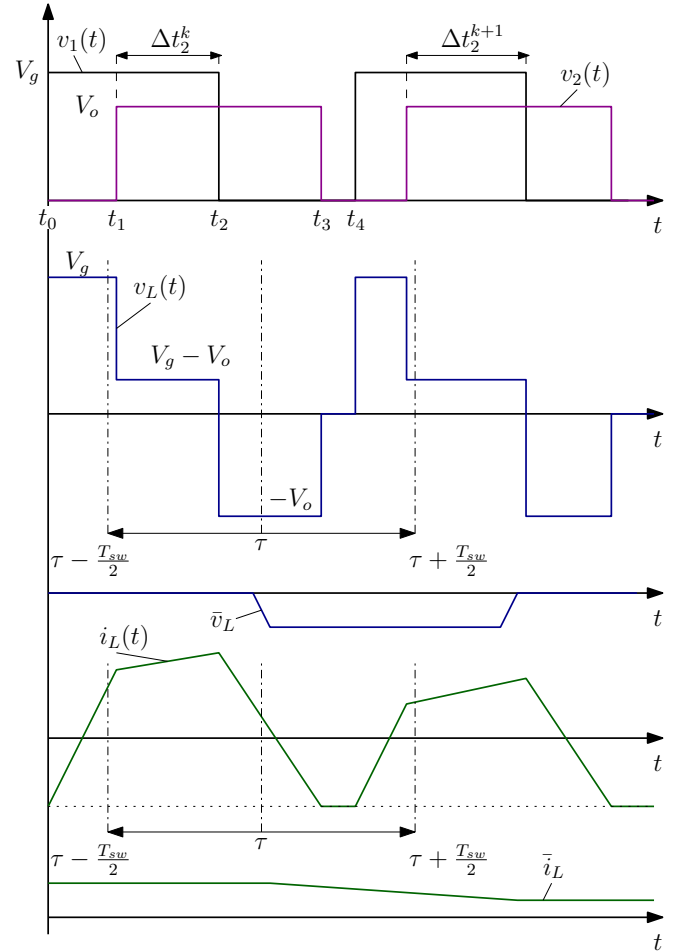 v₁(t) Δt₂ᵏ Δt₂ᵏ⁺¹
V_g v₂(t)
V_o
t₀ t₁ t₂ t₃ t₄ t
V_g v_L(t)
V_g − V_o
t
−V_o
τ − T_sw/2 τ τ + T_sw/2
v̄_L t
i_L(t)
t
τ − T_sw/2 τ τ + T_sw/2
ī_L
t